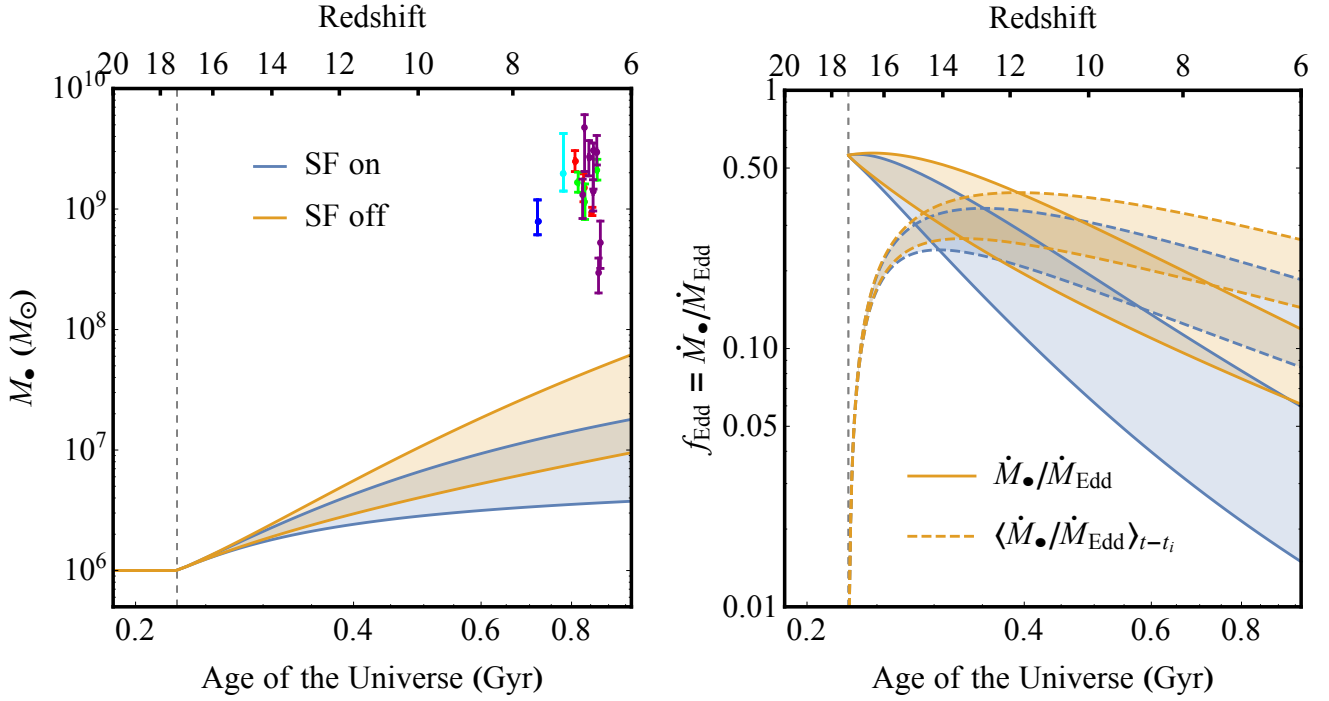 Redshift
20 18 16 14 12 10 8 6
10^10
10^9
10^8
10^7
10^6
M● (M⊙)
SF on
SF off
0.2 0.4 0.6 0.8
Age of the Universe (Gyr)
Redshift
20 18 16 14 12 10 8 6
1
0.50
0.10
0.05
0.01
f_Edd = Ṁ●/Ṁ_Edd
Ṁ●/Ṁ_Edd
⟨Ṁ●/Ṁ_Edd⟩_{t−t_i}
0.2 0.4 0.6 0.8
Age of the Universe (Gyr)